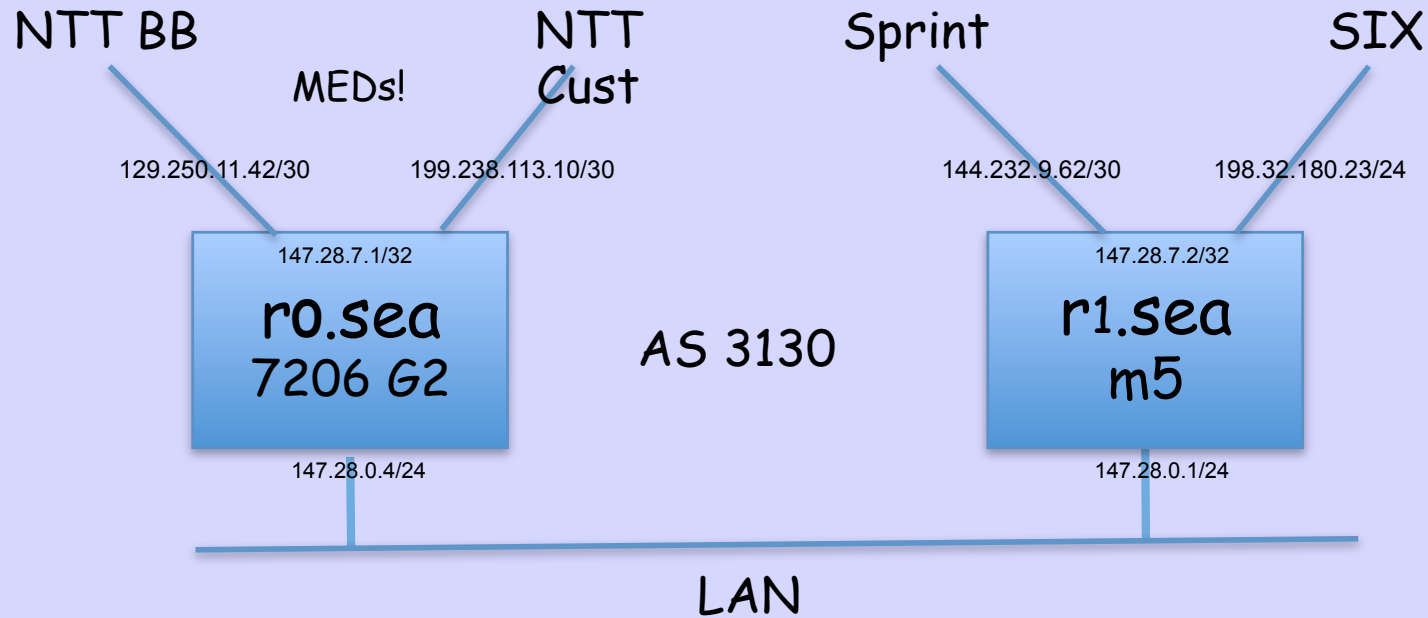 NTT BB
NTT
Cust
Sprint
SIX
MEDs!
129.250.11.42/30
199.238.113.10/30
144.232.9.62/30
198.32.180.23/24
147.28.7.1/32
r0.sea
7206 G2
AS 3130
147.28.7.2/32
r1.sea
m5
147.28.0.4/24
147.28.0.1/24
LAN